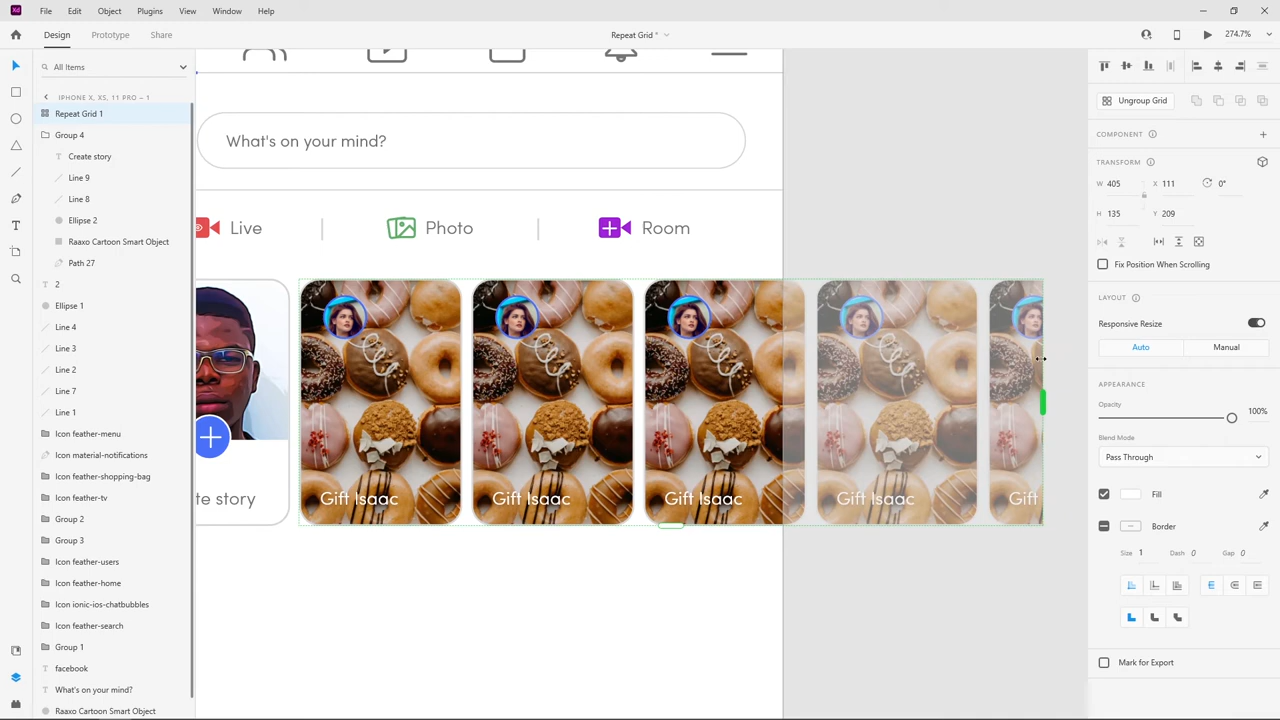 Xd File Edit Object Plugins View Window Help
Design Prototype Share
Repeat Grid *
274.7%
All Items
IPHONE X, XS, 11 PRO – 1
Repeat Grid 1
Group 4
Create story
Line 9
Line 8
Ellipse 2
Raaxo Cartoon Smart Object
Path 27
2
Ellipse 1
Line 4
Line 3
Line 2
Line 7
Line 1
Icon feather-menu
Icon material-notifications
Icon feather-shopping-bag
Icon feather-tv
Group 2
Group 3
Icon feather-users
Icon feather-home
Icon ionic-ios-chatbubbles
Icon feather-search
Group 1
facebook
What's on your mind?
Raaxo Cartoon Smart Object
What's on your mind?
Live
Photo
Room
te story
Gift Isaac
Gift Isaac
Gift Isaac
Gift Isaac
Gift
Ungroup Grid
COMPONENT
TRANSFORM
W 405 X 111 0°
H 135 Y 209
Fix Position When Scrolling
LAYOUT
Responsive Resize
Auto Manual
APPEARANCE
Opacity
100%
Blend Mode
Pass Through
Fill
Border
Size 1 Dash 0 Gap 0
Mark for Export